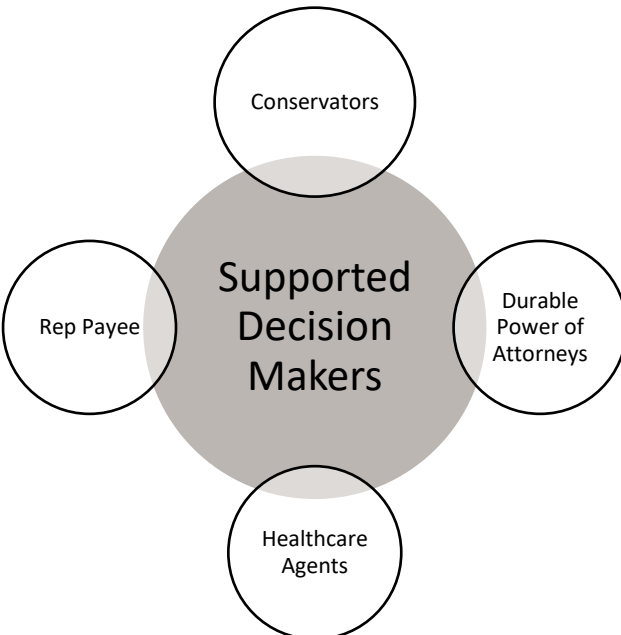 Conservators
Supported
Decision
Makers
Rep Payee
Durable
Power of
Attorneys
Healthcare
Agents